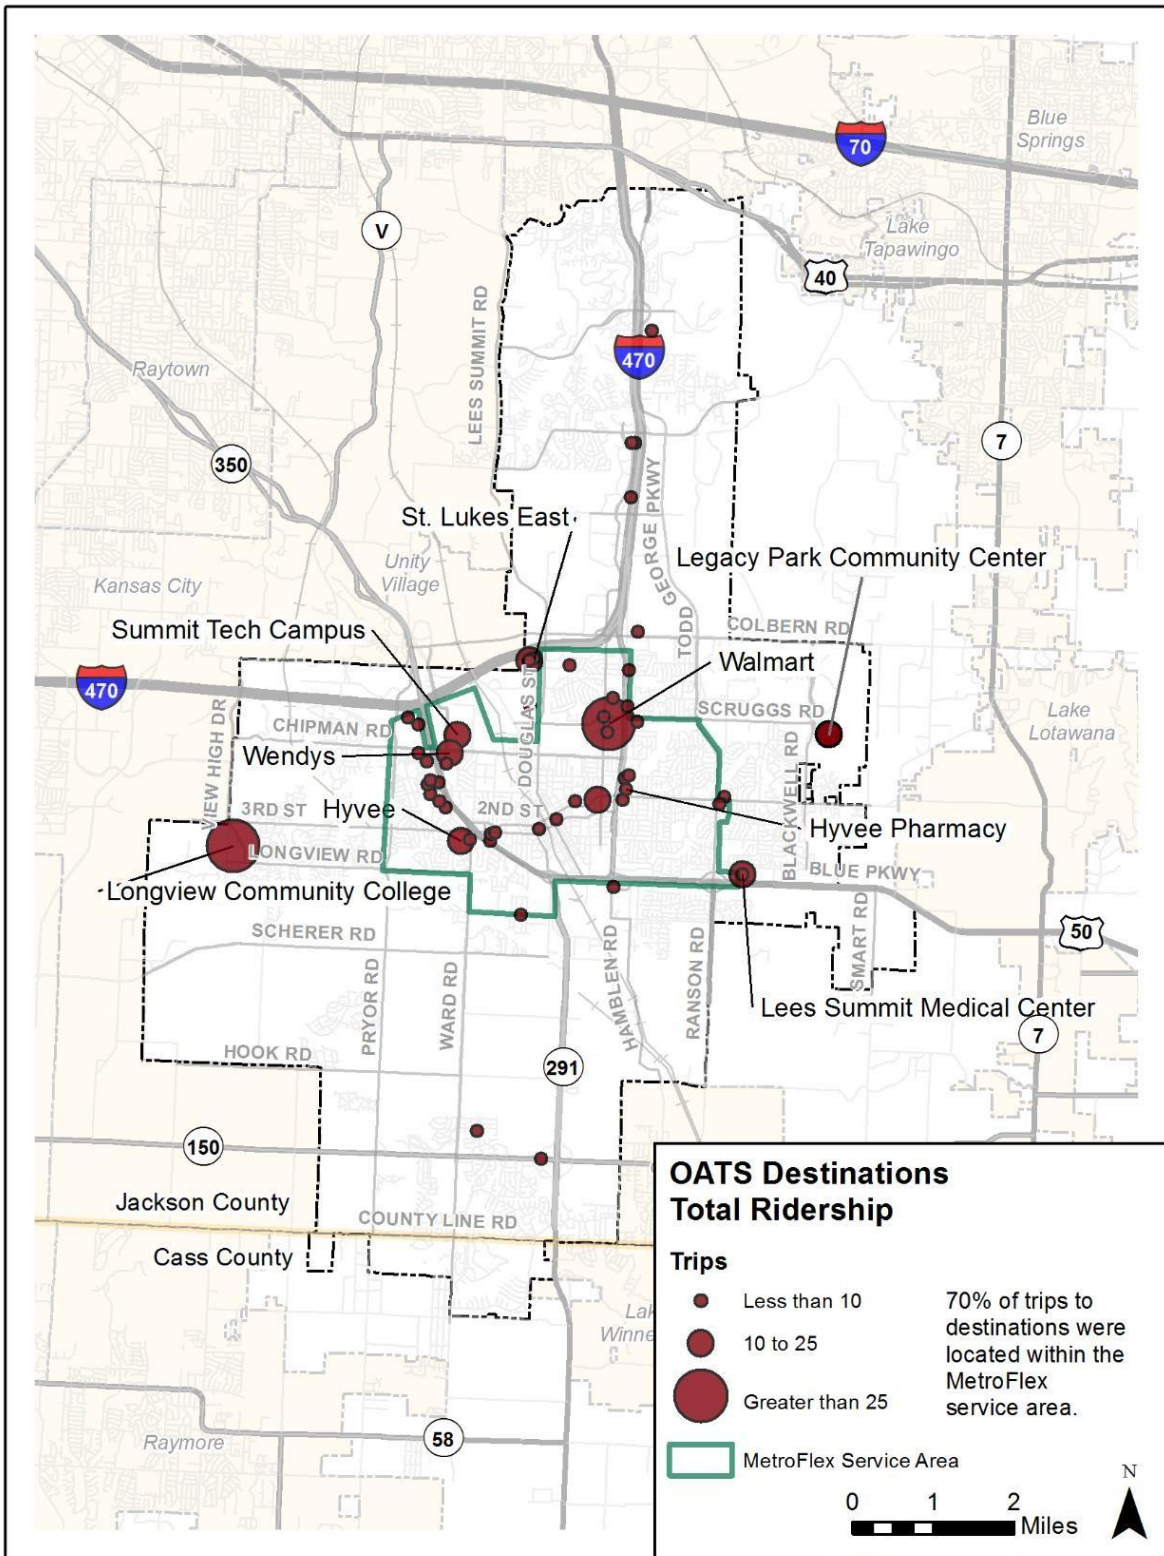 70
Blue
Springs
V
Lake
Tapawingo
40
LEES SUMMIT RD
470
Raytown
7
350
GEORGE PKWY
St. Lukes East
Legacy Park Community Center
Unity
Village
Kansas City
TODD
COLBERN RD
Summit Tech Campus
Walmart
470
DOUGLAS ST
SCRUGGS RD
Lake
Lotawana
VIEW HIGH DR
CHIPMAN RD
Wendys
BLACKWELL RD
3RD ST
Hyvee
2ND ST
Hyvee Pharmacy
LONGVIEW RD
BLUE PKWY
Longview Community College
SCHERER RD
50
SMART RD
PRYOR RD
WARD RD
HAMBLEN RD
RANSON RD
Lees Summit Medical Center
7
HOOK RD
291
150
Jackson County
COUNTY LINE RD
Cass County
Raymore
58
OATS Destinations
Total Ridership
Trips
Less than 10
10 to 25
Greater than 25
70% of trips to
destinations were
located within the
MetroFlex
service area.
MetroFlex Service Area
N
0 1 2
Miles